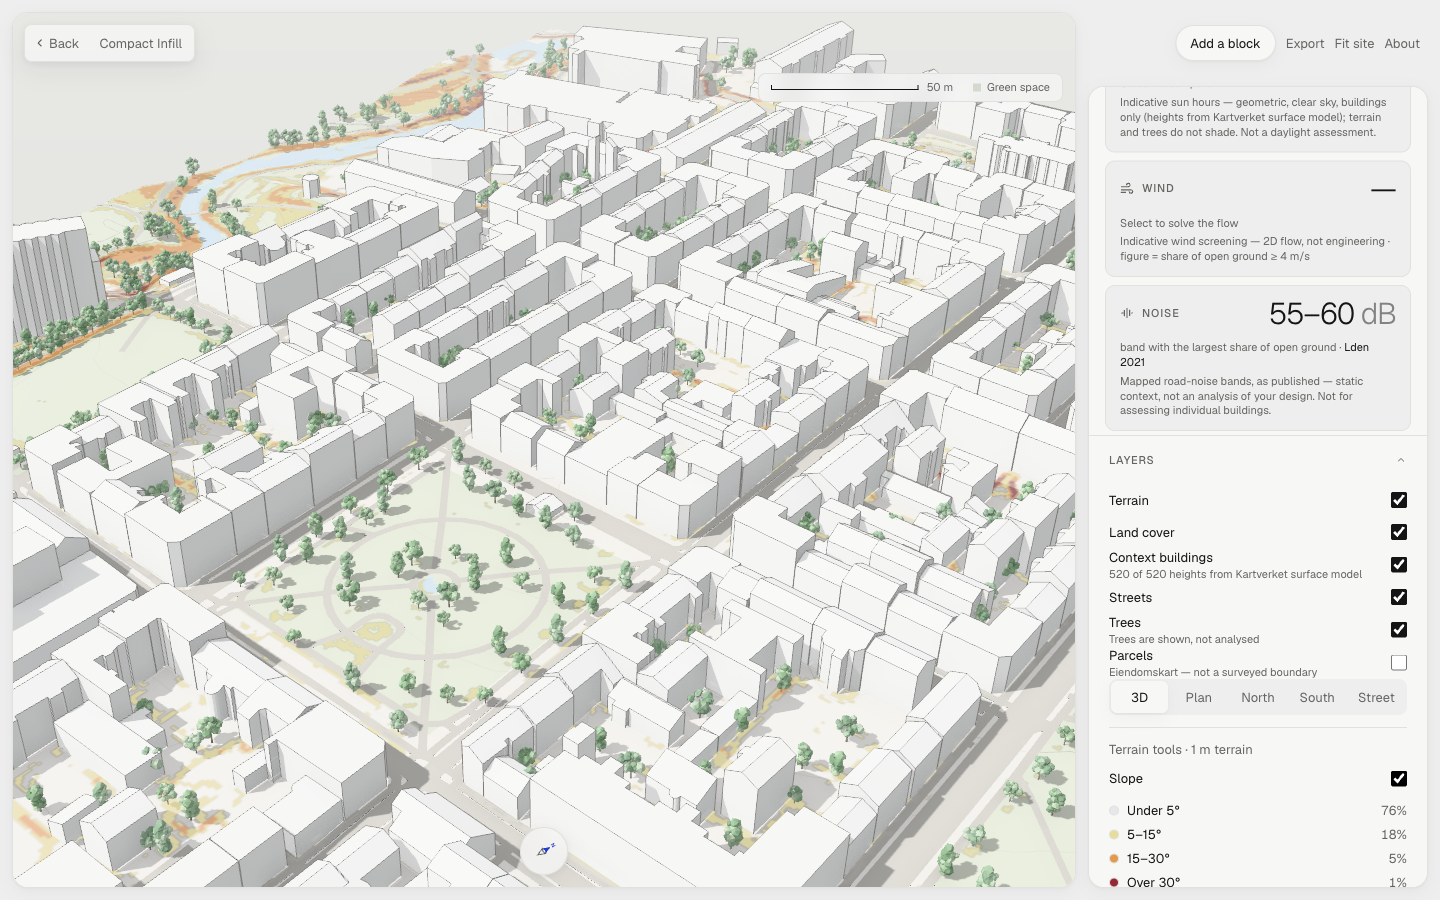 Back
Compact Infill
Add a block
Export
Fit site
About
50 m
Green space
Indicative sun hours — geometric, clear sky, buildings
only (heights from Kartverket surface model); terrain
and trees do not shade. Not a daylight assessment.
WIND
—
Select to solve the flow
Indicative wind screening — 2D flow, not engineering ·
figure = share of open ground ≥ 4 m/s
NOISE
55–60 dB
band with the largest share of open ground · Lden
2021
Mapped road-noise bands, as published — static
context, not an analysis of your design. Not for
assessing individual buildings.
LAYERS
Terrain
Land cover
Context buildings
520 of 520 heights from Kartverket surface model
Streets
Trees
Trees are shown, not analysed
Parcels
Eiendomskart — not a surveyed boundary
3D
Plan
North
South
Street
Terrain tools · 1 m terrain
Slope
Under 5° 76%
5–15° 18%
15–30° 5%
Over 30° 1%